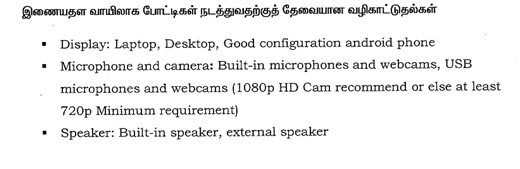 இணையதள வாயிலாக போட்டிகள் நடத்துவதற்குத் தேவையான வழிகாட்டுதல்கள்
▪ Display: Laptop, Desktop, Good configuration android phone
▪ Microphone and camera: Built-in microphones and webcams, USB
microphones and webcams (1080p HD Cam recommend or else at least
720p Minimum requirement)
▪ Speaker: Built-in speaker, external speaker